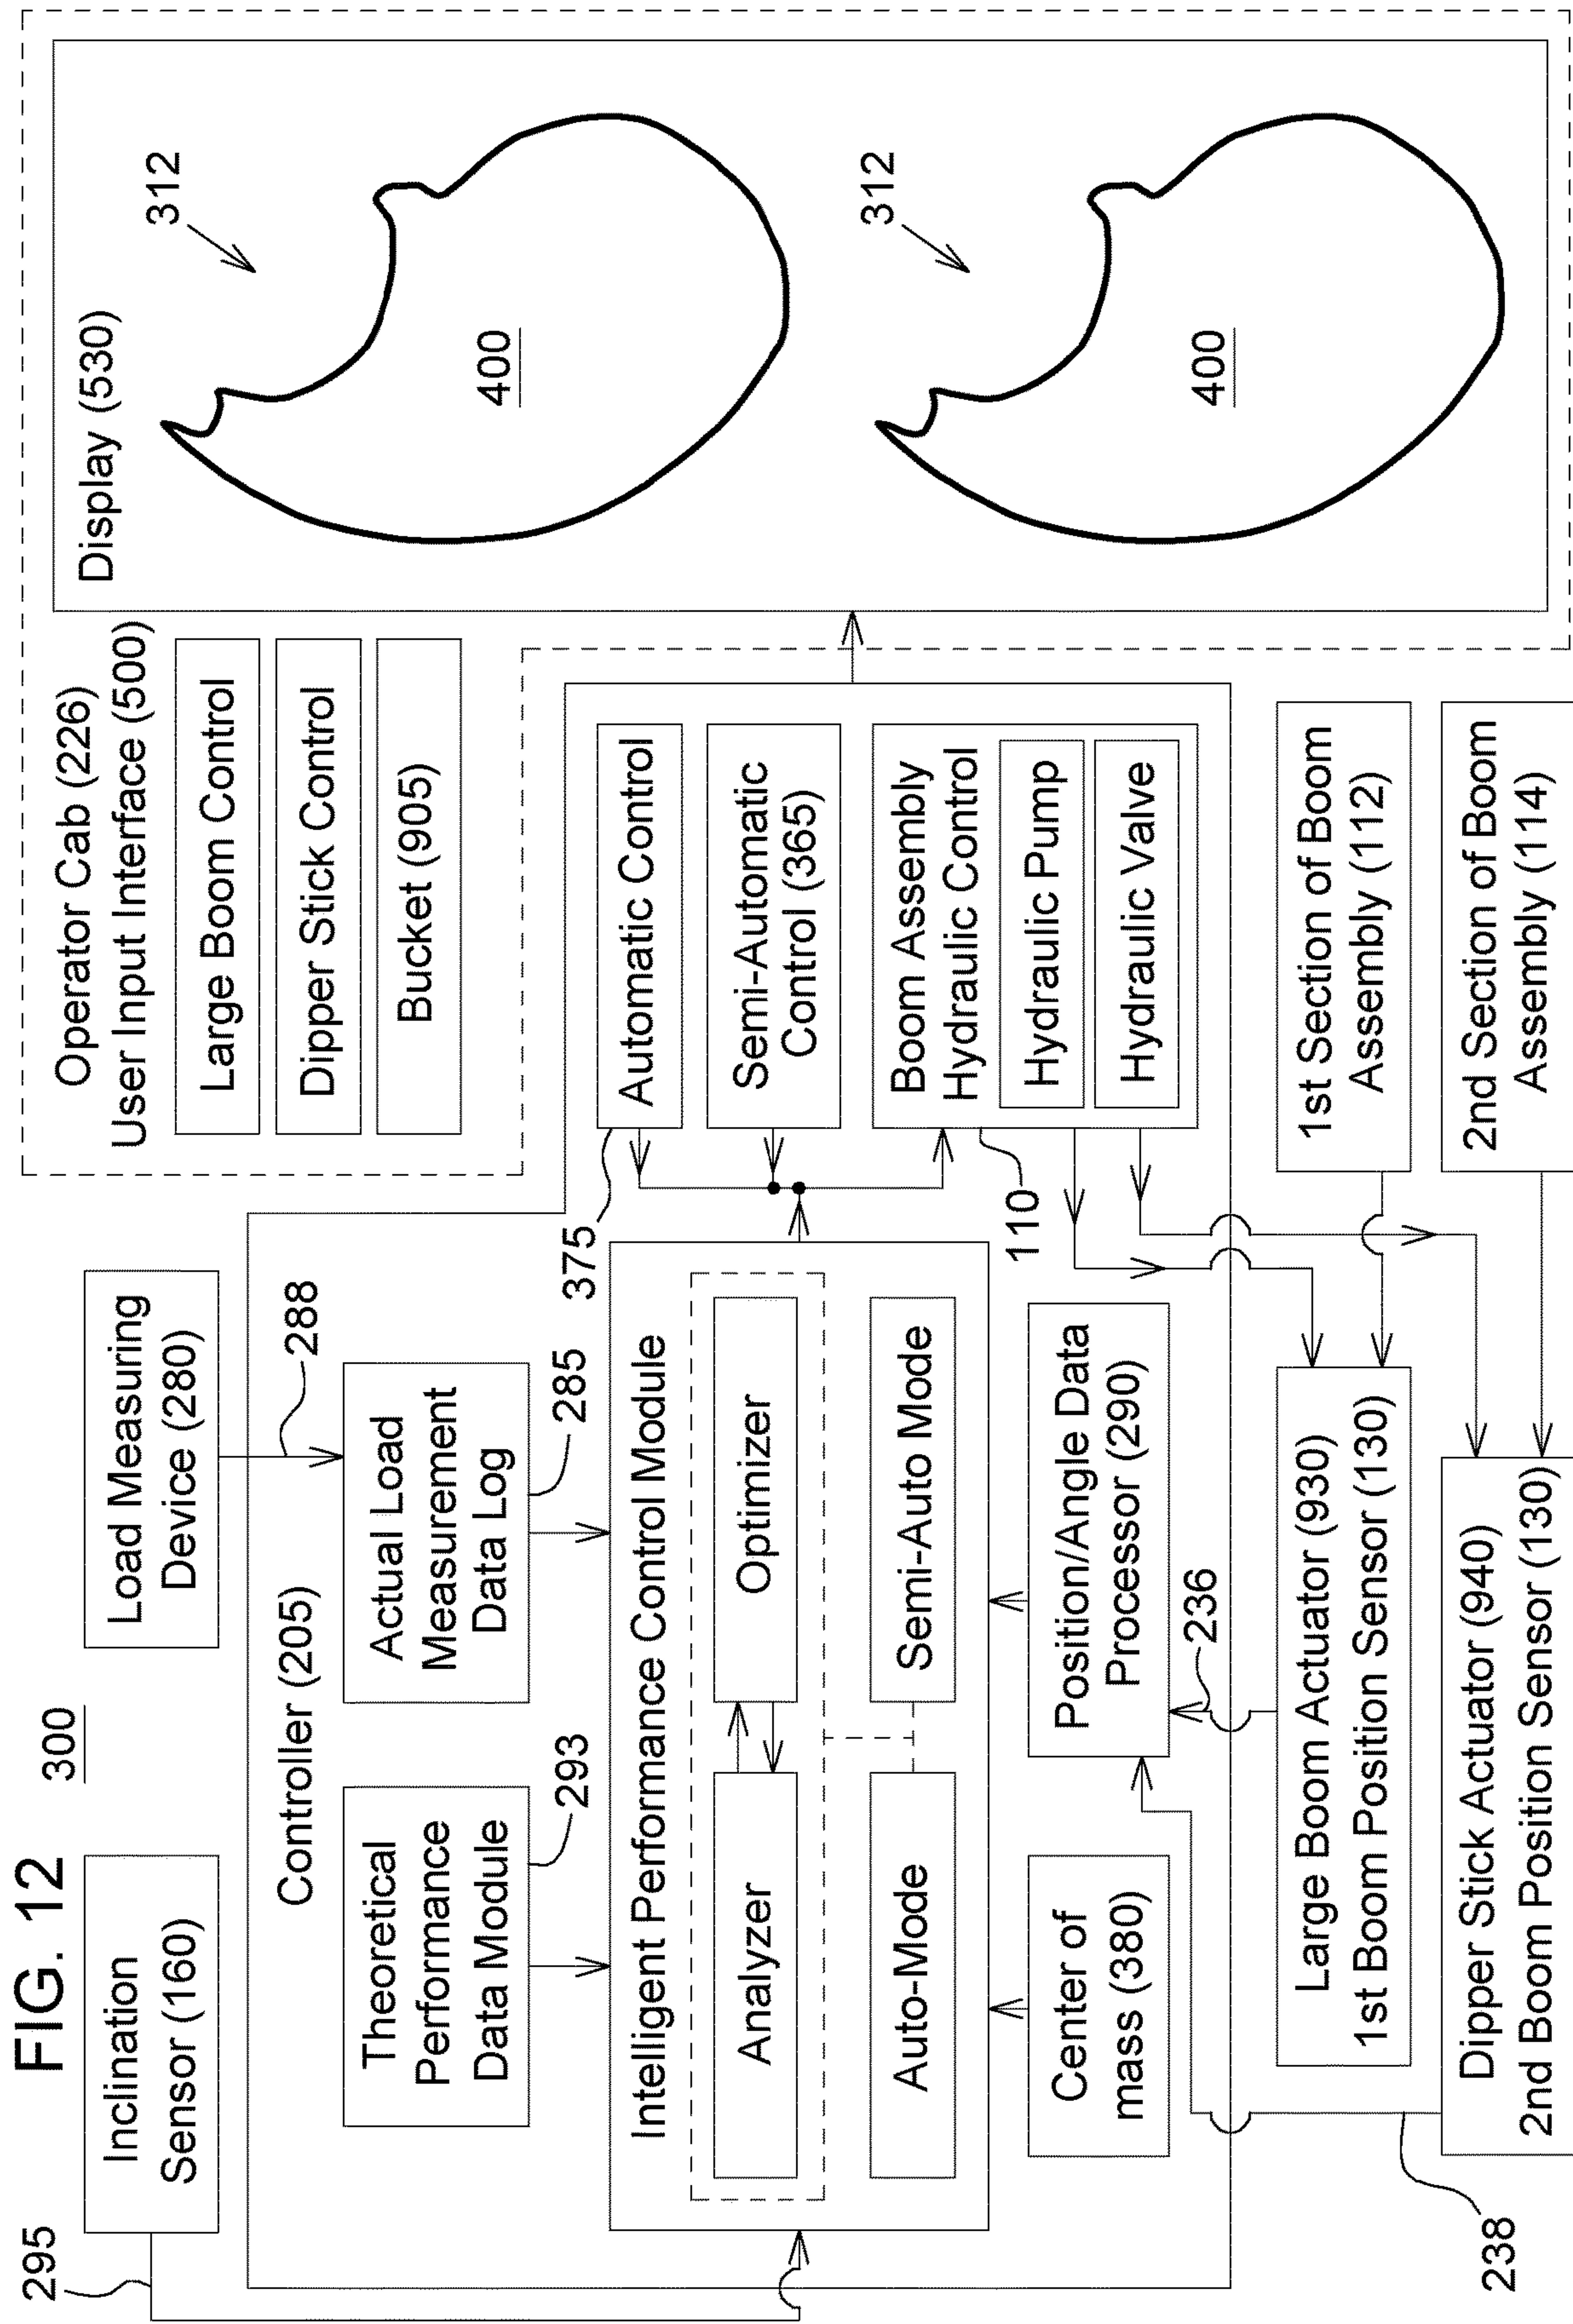 FIG. 12
300
295
Inclination
Sensor (160)
Load Measuring
Device (280)
288
Controller (205)
Theoretical
Performance
Data Module
293
Actual Load
Measurement
Data Log
285
Intelligent Performance Control Module
Analyzer
Optimizer
Auto-Mode
Semi-Auto Mode
Center of
mass (380)
Position/Angle Data
Processor (290)
236
Large Boom Actuator (930)
1st Boom Position Sensor (130)
Dipper Stick Actuator (940)
2nd Boom Position Sensor (130)
238
Operator Cab (226)
User Input Interface (500)
Large Boom Control
Dipper Stick Control
Bucket (905)
375
Automatic Control
Semi-Automatic
Control (365)
Boom Assembly
Hydraulic Control
Hydraulic Pump
Hydraulic Valve
110
1st Section of Boom
Assembly (112)
2nd Section of Boom
Assembly (114)
Display (530)
312
400
312
400